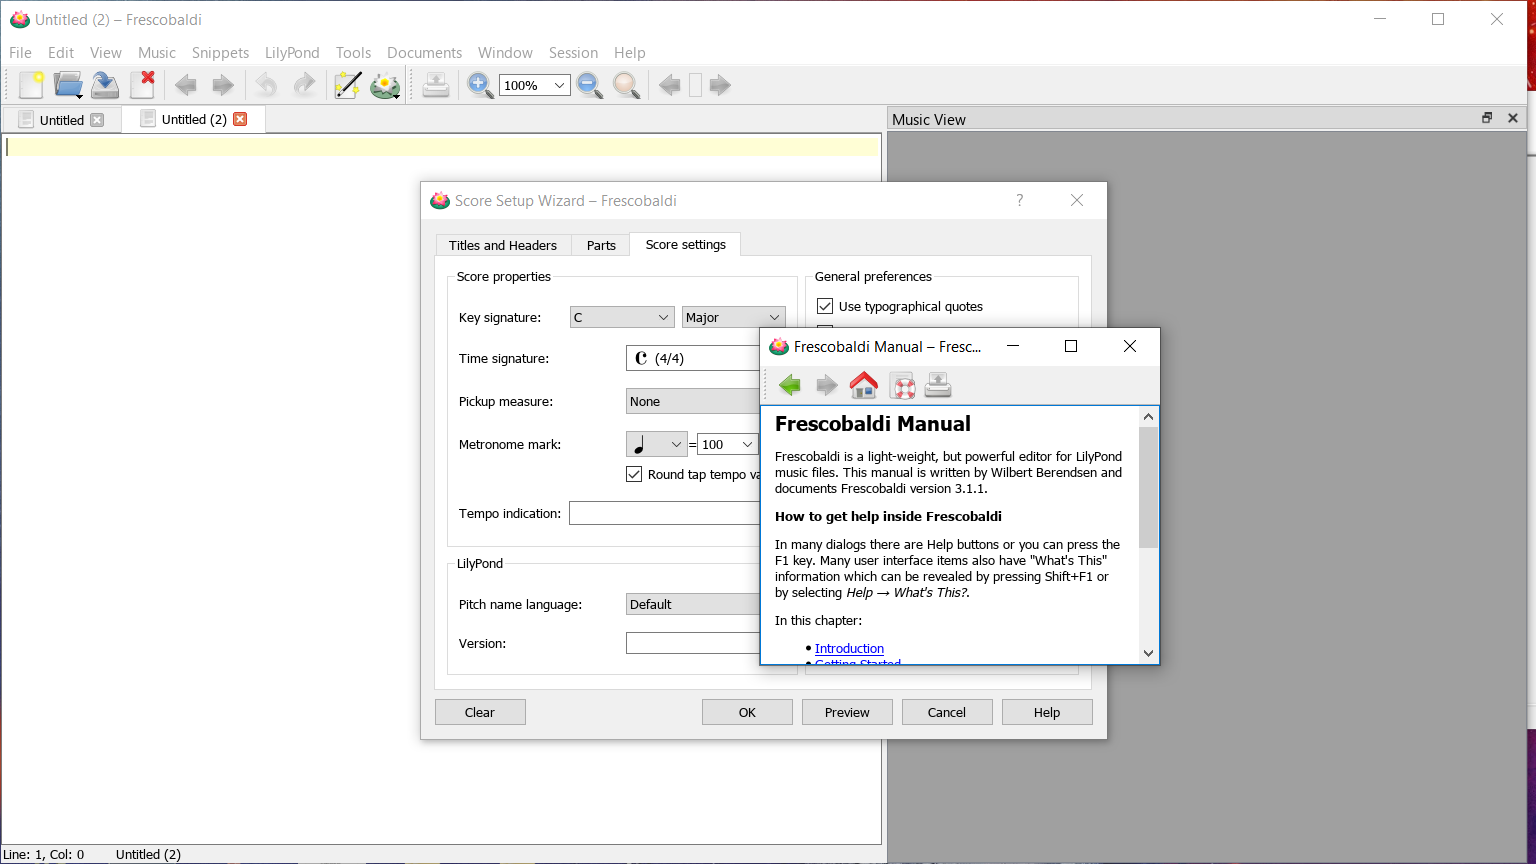 Untitled (2) – Frescobaldi
File Edit View Music Snippets LilyPond Tools Documents Window Session Help
100%
Untitled
Untitled (2)
Music View
Score Setup Wizard – Frescobaldi
?
Titles and Headers
Parts
Score settings
Score properties
Key signature:
C
Major
Time signature:
C (4/4)
Pickup measure:
None
Metronome mark:
=
100
Round tap tempo va
Tempo indication:
General preferences
Use typographical quotes
LilyPond
Pitch name language:
Default
Version:
Clear
OK
Preview
Cancel
Help
Frescobaldi Manual – Fresc...
Frescobaldi Manual
Frescobaldi is a light-weight, but powerful editor for LilyPond
music files. This manual is written by Wilbert Berendsen and
documents Frescobaldi version 3.1.1.
How to get help inside Frescobaldi
In many dialogs there are Help buttons or you can press the
F1 key. Many user interface items also have "What's This"
information which can be revealed by pressing Shift+F1 or
by selecting Help → What's This?.
In this chapter:
• Introduction
• Getting Started
Line: 1, Col: 0
Untitled (2)